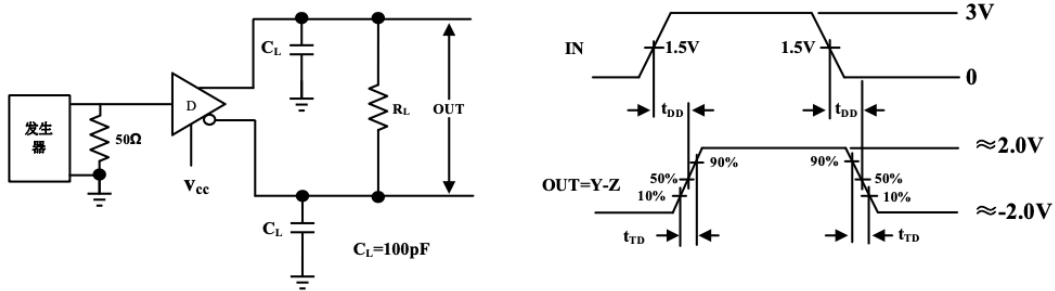 发生
器
50Ω
D
Vcc
CL
CL
RL
OUT
CL=100pF
IN
3V
1.5V
1.5V
0
tDD
tDD
OUT=Y-Z
≈2.0V
90%
90%
50%
50%
10%
10%
≈-2.0V
tTD
tTD